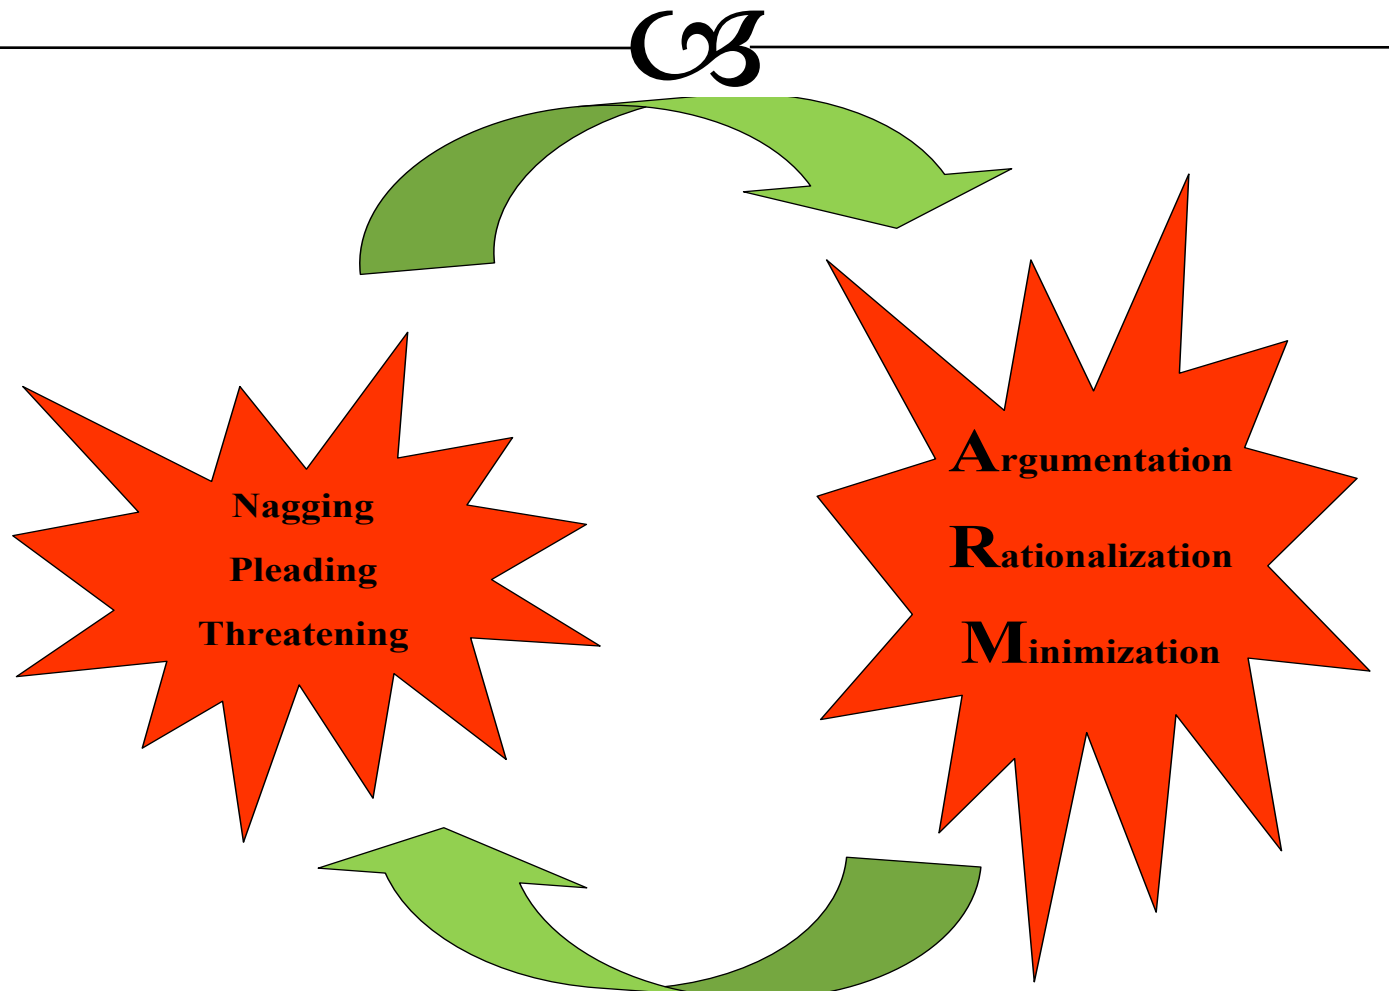 Nagging
Pleading
Threatening
Argumentation
Rationalization
Minimization